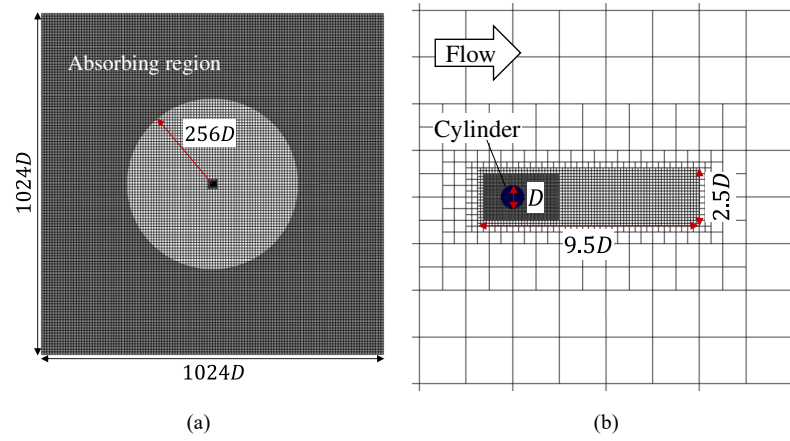 Absorbing region
256D
1024D
1024D
(a)
Flow
Cylinder
D
2.5D
9.5D
(b)